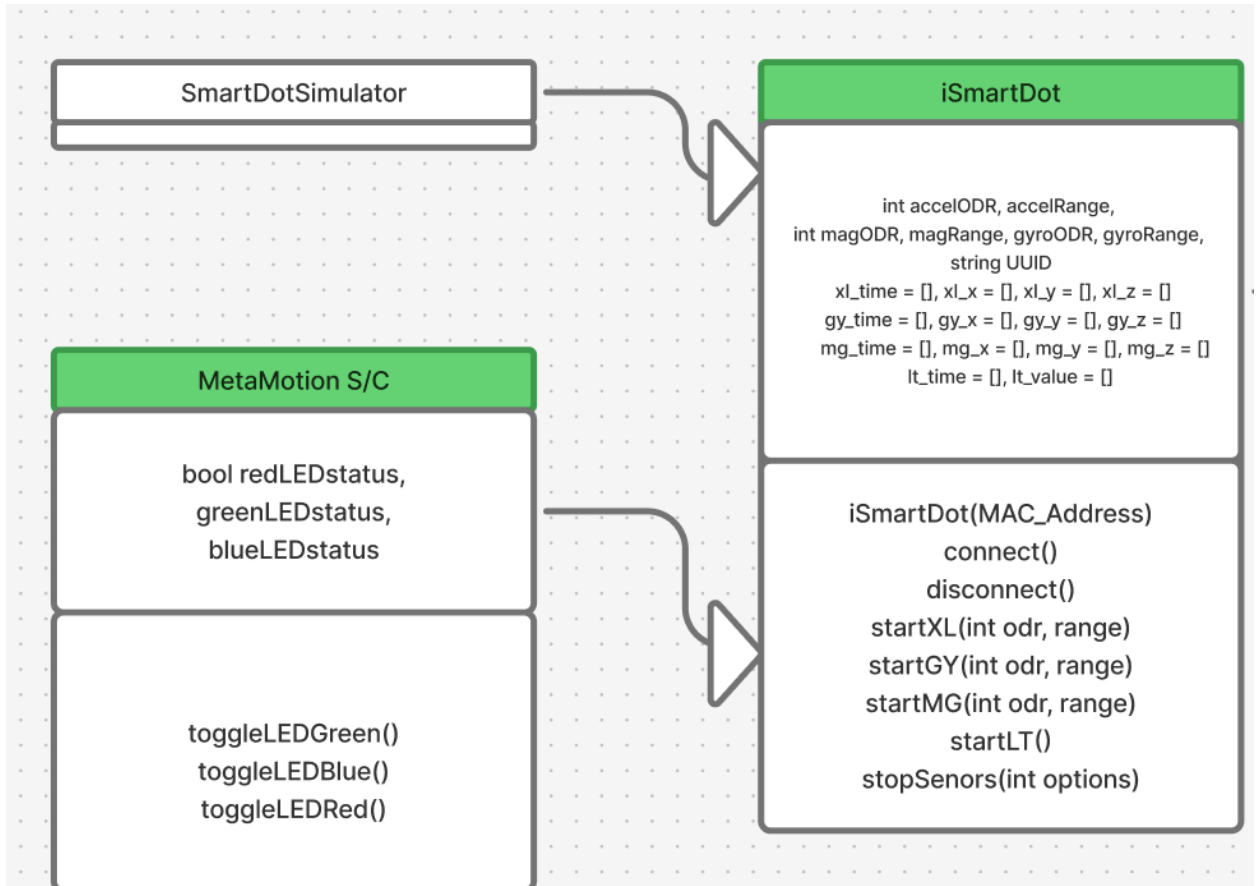 SmartDotSimulator
iSmartDot
int accelODR, accelRange,
int magODR, magRange, gyroODR, gyroRange,
string UUID
xl_time = [], xl_x = [], xl_y = [], xl_z = []
gy_time = [], gy_x = [], gy_y = [], gy_z = []
mg_time = [], mg_x = [], mg_y = [], mg_z = []
lt_time = [], lt_value = []
iSmartDot(MAC_Address)
connect()
disconnect()
startXL(int odr, range)
startGY(int odr, range)
startMG(int odr, range)
startLT()
stopSenors(int options)
MetaMotion S/C
bool redLEDstatus,
greenLEDstatus,
blueLEDstatus
toggleLEDGreen()
toggleLEDBlue()
toggleLEDRed()